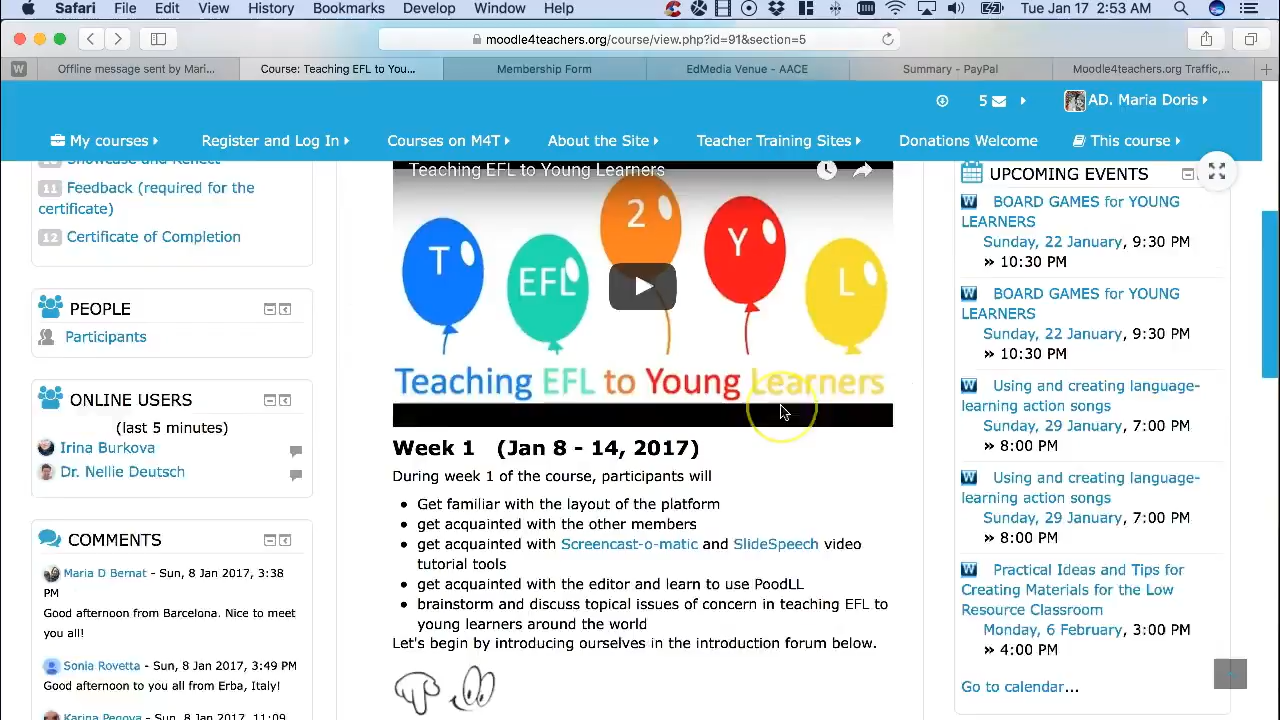 Safari File Edit View History Bookmarks Develop Window Help Tue Jan 17 2:53 AM
moodle4teachers.org/course/view.php?id=91&section=5
W Offline message sent by Mari... Course: Teaching EFL to You... Membership Form EdMedia Venue - AACE Summary - PayPal Moodle4teachers.org Traffic,...
5 AD. Maria Doris
My courses Register and Log In Courses on M4T About the Site Teacher Training Sites Donations Welcome This course
Showcase and Reflect
11 Feedback (required for the
certificate)
12 Certificate of Completion
PEOPLE
Participants
ONLINE USERS
(last 5 minutes)
Irina Burkova
Dr. Nellie Deutsch
COMMENTS
Maria D Bernat - Sun, 8 Jan 2017, 3:38
PM
Good afternoon from Barcelona. Nice to meet
you all!
Sonia Rovetta - Sun, 8 Jan 2017, 3:49 PM
Good afternoon to you all from Erba, Italy!
Karina Pegova - Sun, 8 Jan 2017, 11:09
Teaching EFL to Young Learners
T EFL 2 Y L
Teaching EFL to Young Learners
Week 1 (Jan 8 - 14, 2017)
During week 1 of the course, participants will
Get familiar with the layout of the platform
get acquainted with the other members
get acquainted with Screencast-o-matic and SlideSpeech video
tutorial tools
get acquainted with the editor and learn to use PoodLL
brainstorm and discuss topical issues of concern in teaching EFL to
young learners around the world
Let's begin by introducing ourselves in the introduction forum below.
UPCOMING EVENTS
W BOARD GAMES for YOUNG
LEARNERS
Sunday, 22 January, 9:30 PM
» 10:30 PM
W BOARD GAMES for YOUNG
LEARNERS
Sunday, 22 January, 9:30 PM
» 10:30 PM
W Using and creating language-
learning action songs
Sunday, 29 January, 7:00 PM
» 8:00 PM
W Using and creating language-
learning action songs
Sunday, 29 January, 7:00 PM
» 8:00 PM
W Practical Ideas and Tips for
Creating Materials for the Low
Resource Classroom
Monday, 6 February, 3:00 PM
» 4:00 PM
Go to calendar...